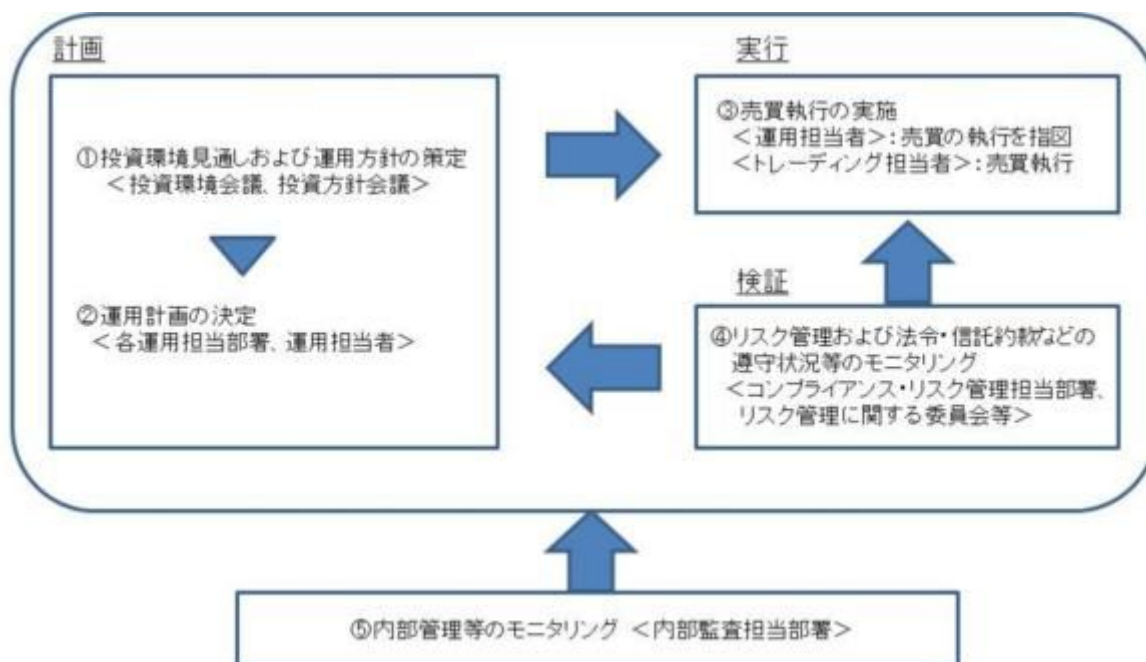 計画
①投資環境見通しおよび運用方針の策定
<投資環境会議、投資方針会議>
②運用計画の決定
<各運用担当部署、運用担当者>
実行
③売買執行の実施
<運用担当者>:売買の執行を指図
<トレーディング担当者>:売買執行
検証
④リスク管理および法令・信託約款などの
遵守状況等のモニタリング
<コンプライアンス・リスク管理担当部署、
リスク管理に関する委員会等>
⑤内部管理等のモニタリング <内部監査担当部署>